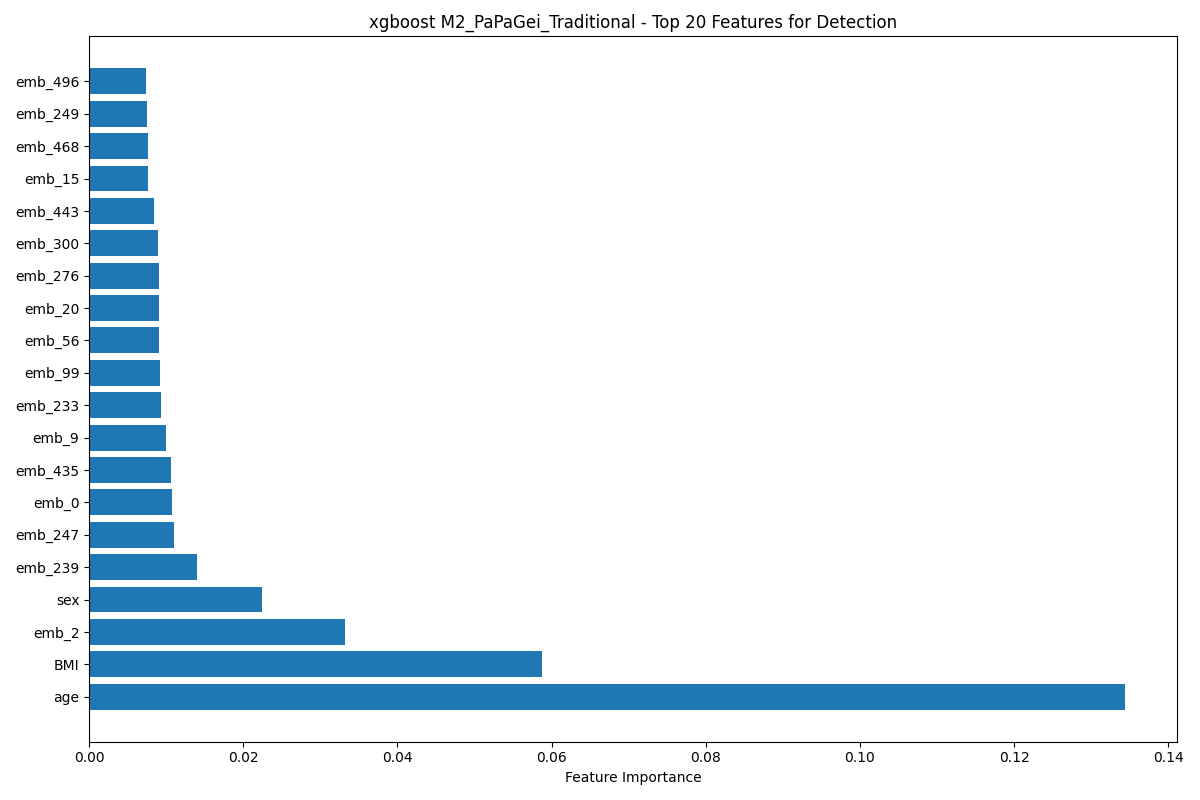 xgboost M2_PaPaGei_Traditional - Top 20 Features for Detection
emb_496
emb_249
emb_468
emb_15
emb_443
emb_300
emb_276
emb_20
emb_56
emb_99
emb_233
emb_9
emb_435
emb_0
emb_247
emb_239
sex
emb_2
BMI
age
0.00 0.02 0.04 0.06 0.08 0.10 0.12 0.14
Feature Importance